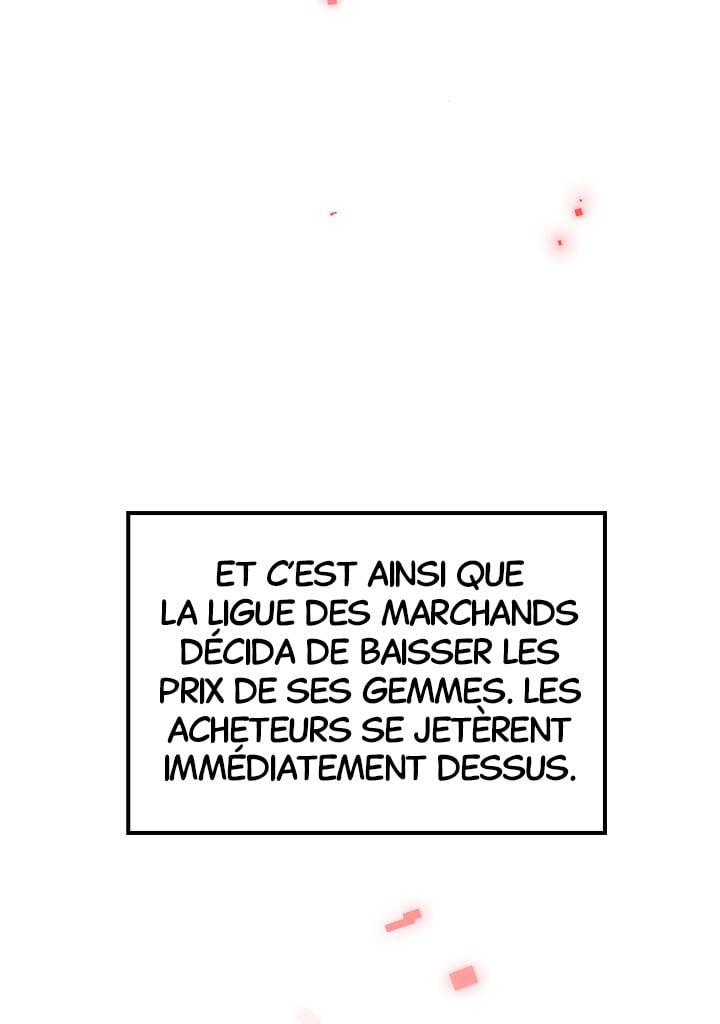 ET C'EST AINSI QUE
LA LIGUE DES MARCHANDS
DÉCIDA DE BAISSER LES
PRIX DE SES GEMMES. LES
ACHETEURS SE JETÈRENT
IMMÉDIATEMENT DESSUS.